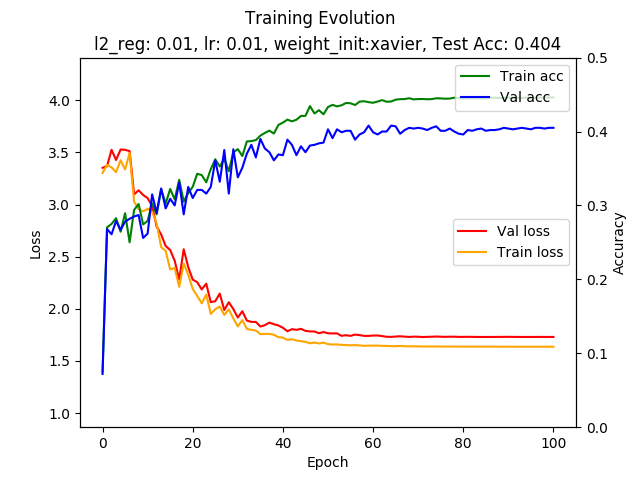 Training Evolution
l2_reg: 0.01, lr: 0.01, weight_init:xavier, Test Acc: 0.404
Train acc
Val acc
Val loss
Train loss
Loss
4.0
3.5
3.0
2.5
2.0
1.5
1.0
0.5
0.4
0.3
0.2
0.1
0.0
Accuracy
0
20
40
60
80
100
Epoch